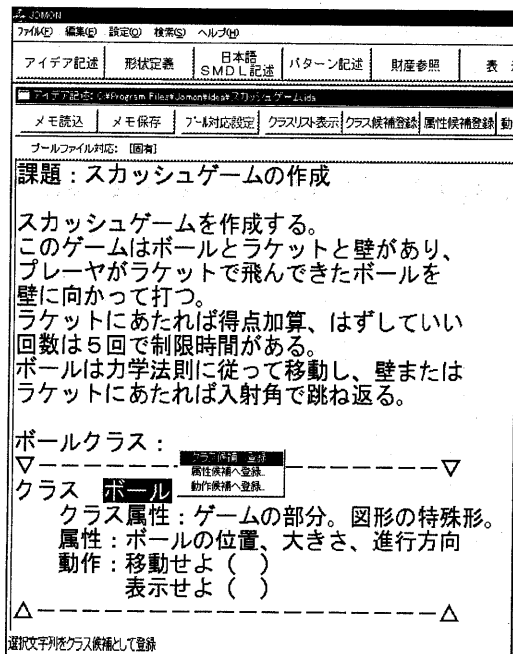 JOMON
ファイル(F) 編集(E) 設定(O) 検索(S) ヘルプ(H)
アイデア記述 形状定義 日本語SMDL記述 パターン記述 財産参照 表
アイデア記述: C:¥Program Files¥Jomon¥Idea¥スカッシュゲーム.ids
メモ読込 メモ保存 プール対応設定 クラスリスト表示 クラス候補登録 属性候補登録 動
プールファイル対応: [固有]
課題：スカッシュゲームの作成
スカッシュゲームを作成する。
このゲームはボールとラケットと壁があり、
プレーヤがラケットで飛んできたボールを
壁に向かって打つ。
ラケットにあたれば得点加算、はずしていい
回数は５回で制限時間がある。
ボールは力学法則に従って移動し、壁または
ラケットにあたれば入射角で跳ね返る。
ボールクラス：
クラス候補へ登録..
▽－－－－－－－－－－－－－－－－▽
属性候補へ登録..
動作候補へ登録..
クラス ボール
クラス属性：ゲームの部分。図形の特殊形。
属性：ボールの位置、大きさ、進行方向
動作：移動せよ（ ）
表示せよ（ ）
△－－－－－－－－－－－－－－－－△
選択文字列をクラス候補として登録